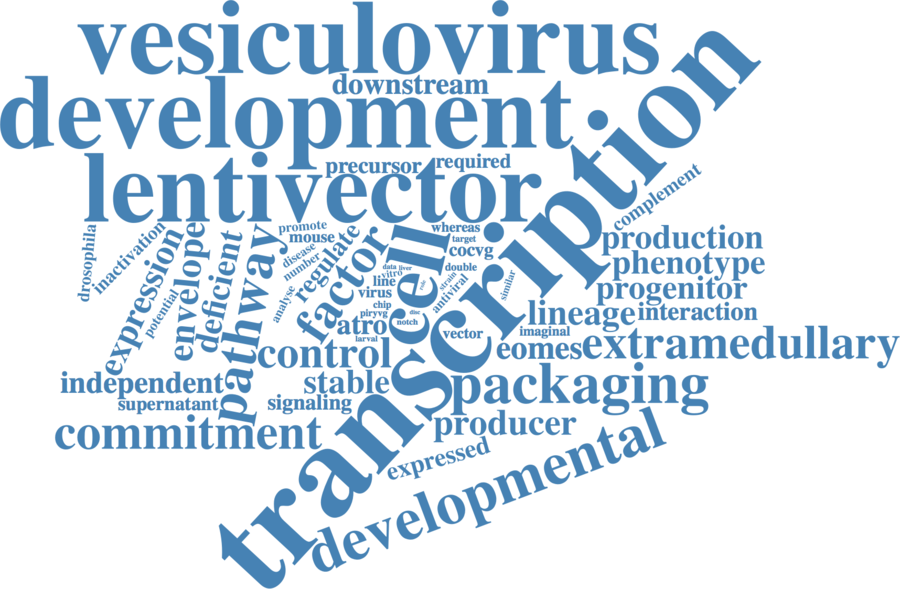 vesiculovirus
downstream
development
transcription
precursor
required
lentivector
complement
drosophila
inactivation
expression
potential
envelope
deficient
pathway
promote
mouse
disease
number
analyse
regulate
factor
whereas
target
cocvg
cell
data
liver
vitro
line
virus
chip
piryvg
double
strain
role
antiviral
similar
disc
notch
atro
larval
vector
production
phenotype
progenitor
lineage
interaction
imaginal
eomes
extramedullary
control
independent
stable
packaging
supernatant
signaling
commitment
producer
expressed
developmental